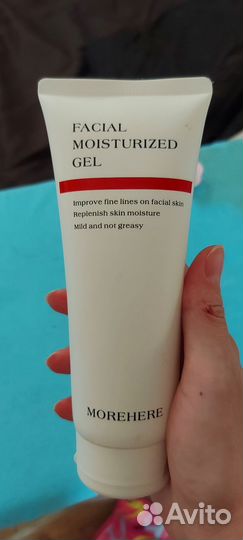 FACIAL
MOISTURIZED
GEL
Improve fine lines on facial skin
Replenish skin moisture
Mild and not greasy
MOREHERE
Avito